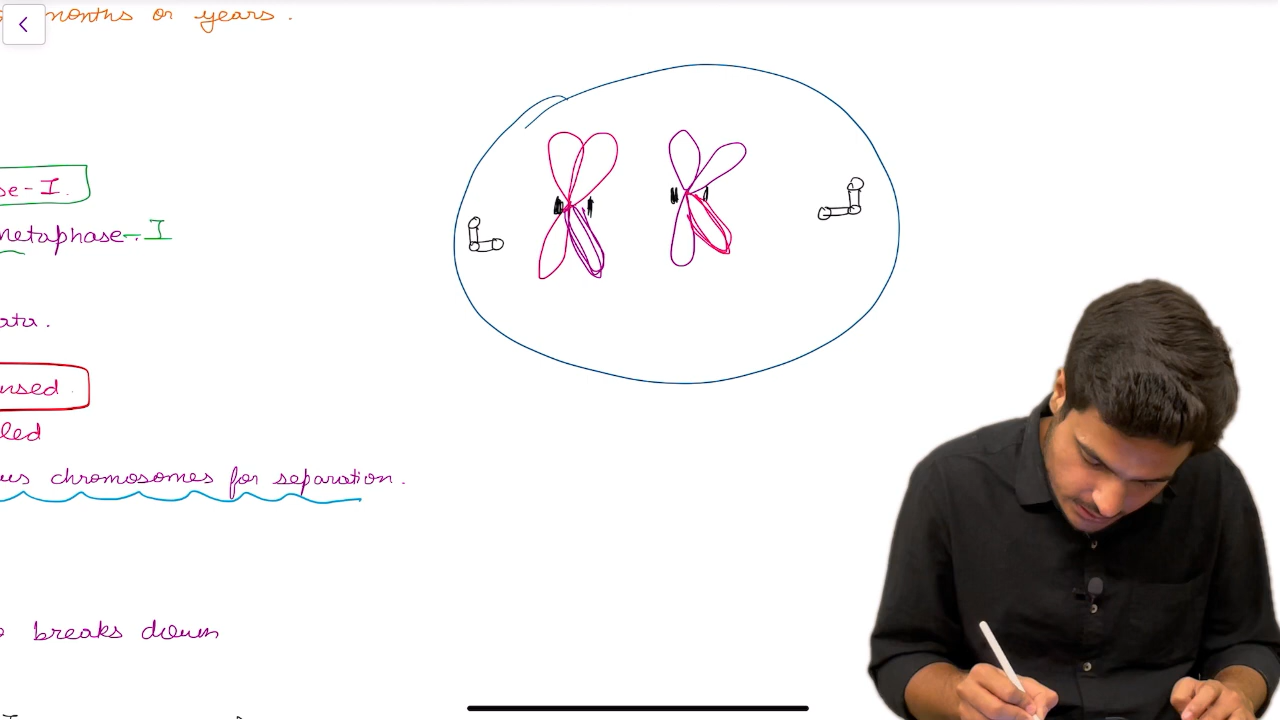 months or years.
se-I.
metaphase-I
ata.
nsed.
led
us chromosomes for separation.
breaks down
I